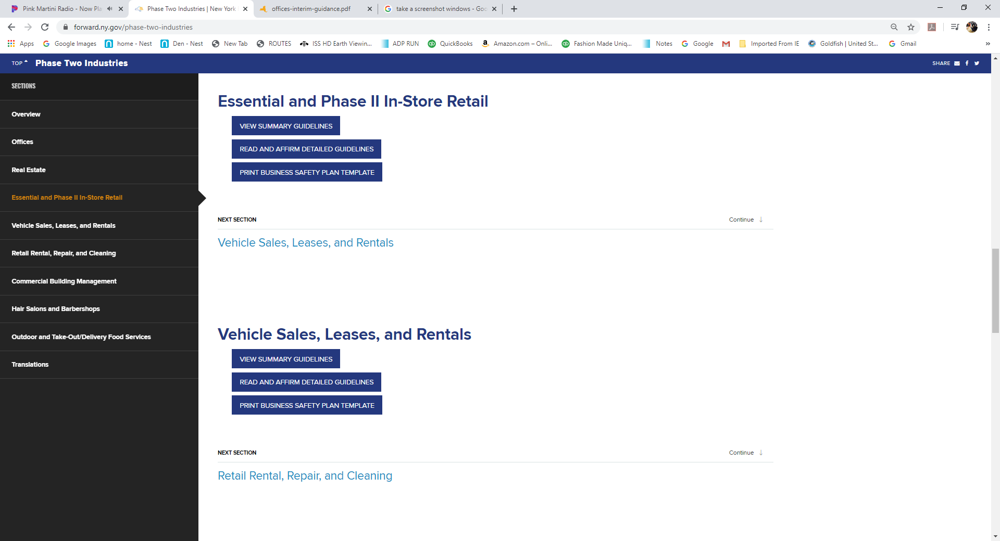 Pink Martini Radio - Now Pla
Phase Two Industries | New York
offices-interim-guidance.pdf
take a screenshot windows - Goo
forward.ny.gov/phase-two-industries
Apps
Google Images
home - Nest
Den - Nest
New Tab
ROUTES
ISS HD Earth Viewin...
ADP RUN
QuickBooks
Amazon.com – Onli...
Fashion Made Uniq...
Notes
Google
Imported From IE
Goldfish | United St...
Gmail
»
TOP
Phase Two Industries
SHARE
SECTIONS
Overview
Offices
Real Estate
Essential and Phase II In-Store Retail
Vehicle Sales, Leases, and Rentals
Retail Rental, Repair, and Cleaning
Commercial Building Management
Hair Salons and Barbershops
Outdoor and Take-Out/Delivery Food Services
Translations
Essential and Phase II In-Store Retail
VIEW SUMMARY GUIDELINES
READ AND AFFIRM DETAILED GUIDELINES
PRINT BUSINESS SAFETY PLAN TEMPLATE
NEXT SECTION
Continue ↓
Vehicle Sales, Leases, and Rentals
Vehicle Sales, Leases, and Rentals
VIEW SUMMARY GUIDELINES
READ AND AFFIRM DETAILED GUIDELINES
PRINT BUSINESS SAFETY PLAN TEMPLATE
NEXT SECTION
Continue ↓
Retail Rental, Repair, and Cleaning